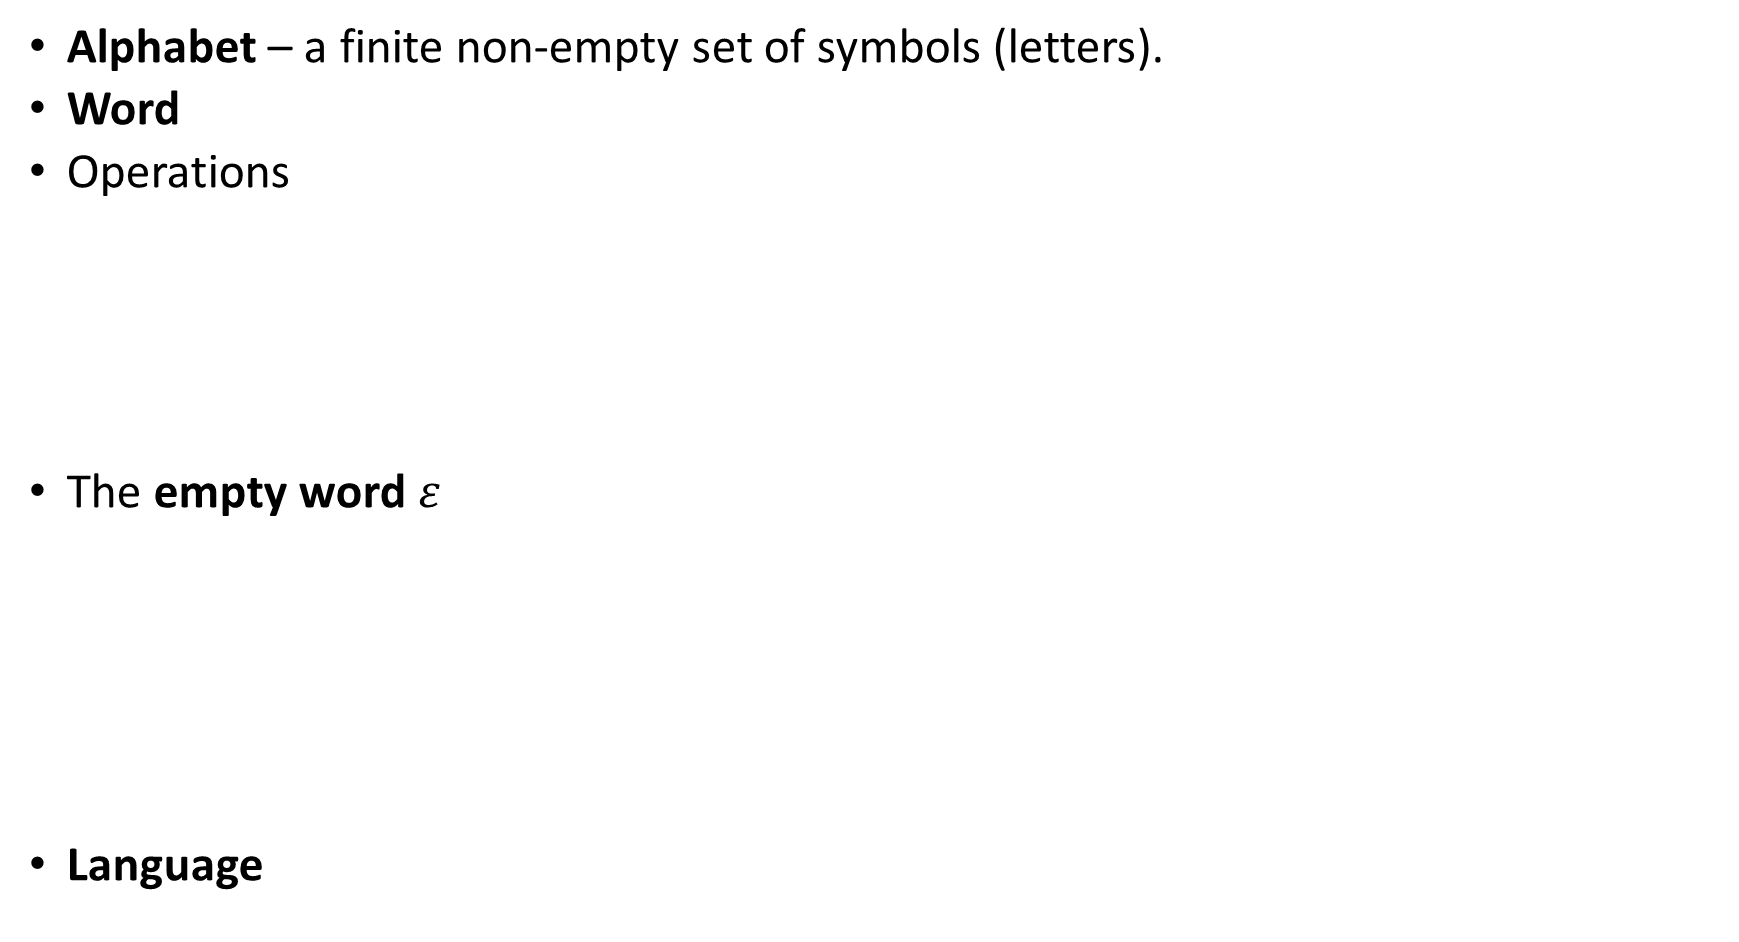 • Alphabet – a finite non-empty set of symbols (letters).
• Word
• Operations
• The empty word 𝜀
• Language